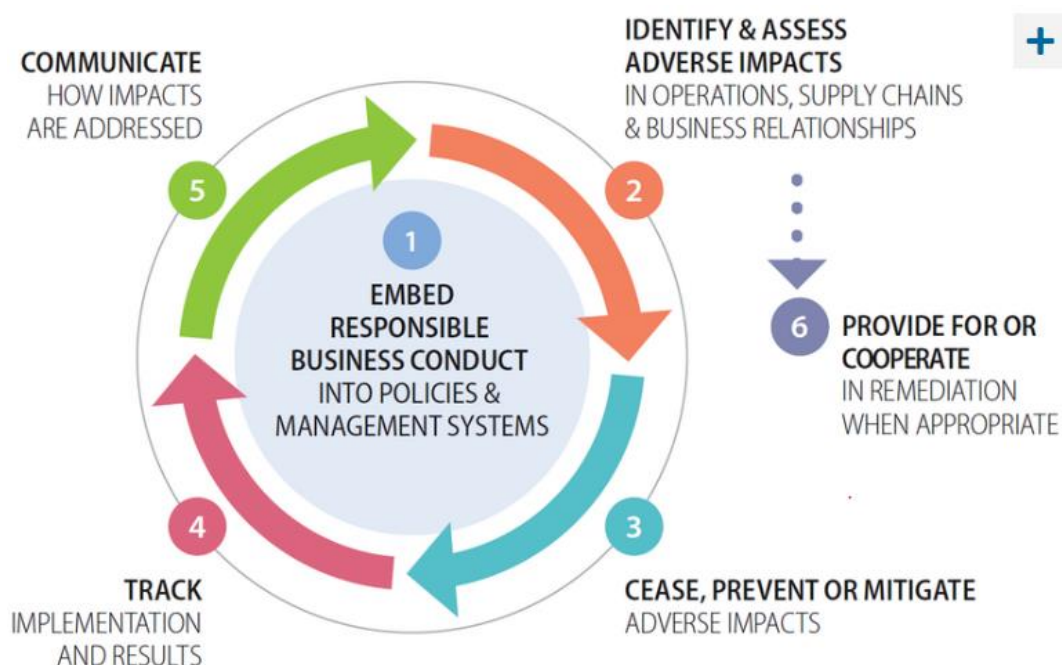 COMMUNICATE
HOW IMPACTS
ARE ADDRESSED
5
IDENTIFY & ASSESS
ADVERSE IMPACTS
IN OPERATIONS, SUPPLY CHAINS
& BUSINESS RELATIONSHIPS
2
+
1
EMBED
RESPONSIBLE
BUSINESS CONDUCT
INTO POLICIES &
MANAGEMENT SYSTEMS
6
PROVIDE FOR OR
COOPERATE
IN REMEDIATION
WHEN APPROPRIATE
4
TRACK
IMPLEMENTATION
AND RESULTS
3
CEASE, PREVENT OR MITIGATE
ADVERSE IMPACTS